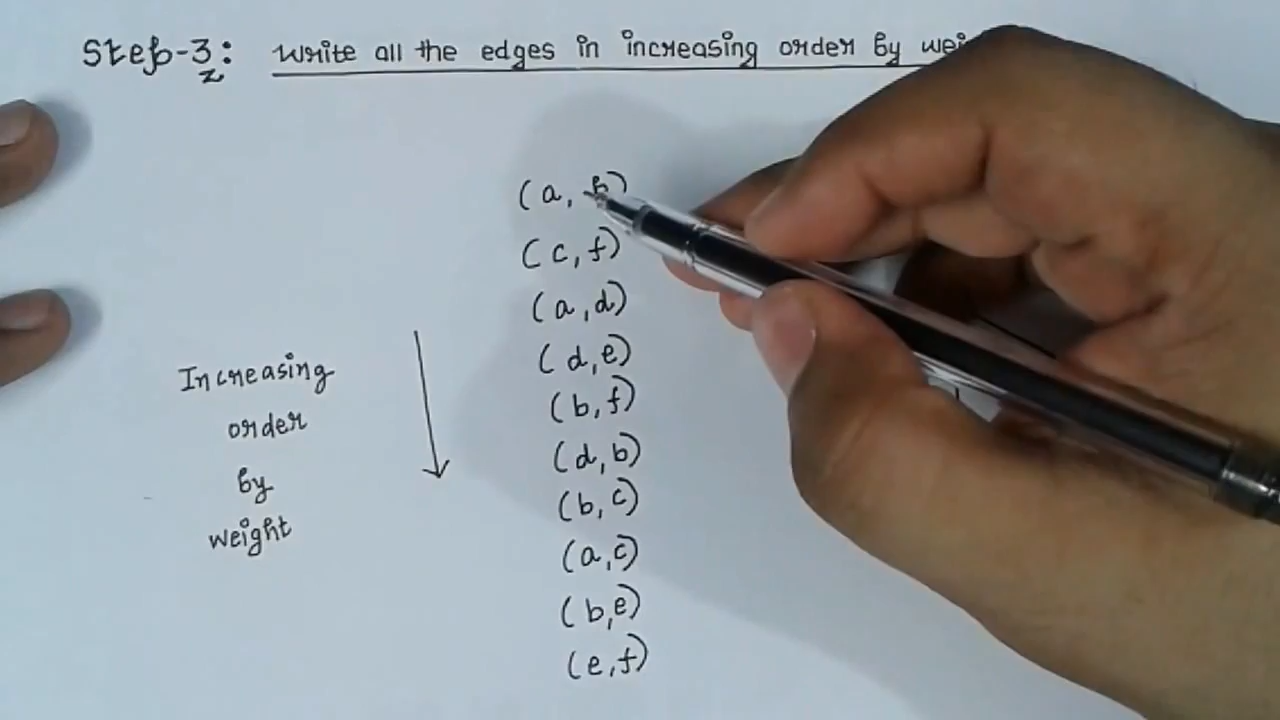 Step-3: Write all the edges in increasing order by
(a, b)
(c, f)
(a, d)
(d, e)
(b, f)
(d, b)
(b, c)
(a, c)
(b, e)
(e, f)
Increasing
order
by
weight